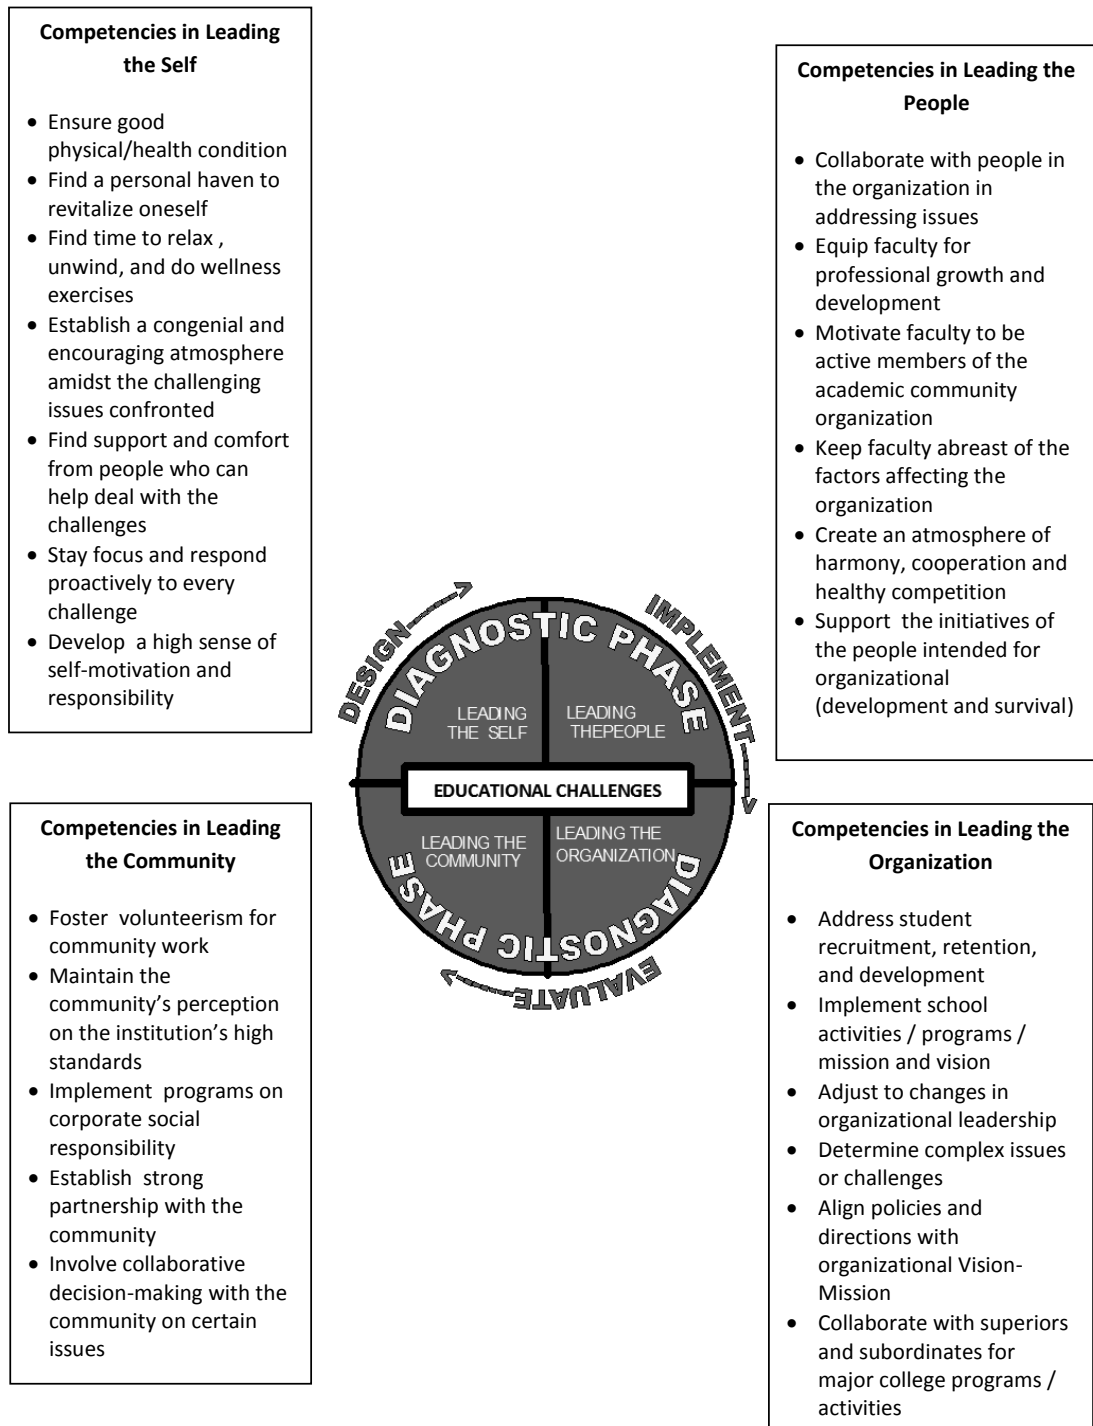 Competencies in Leading
the Self
• Ensure good
physical/health condition
• Find a personal haven to
revitalize oneself
• Find time to relax ,
unwind, and do wellness
exercises
• Establish a congenial and
encouraging atmosphere
amidst the challenging
issues confronted
• Find support and comfort
from people who can
help deal with the
challenges
• Stay focus and respond
proactively to every
challenge
• Develop a high sense of
self-motivation and
responsibility
Competencies in Leading the
People
• Collaborate with people in
the organization in
addressing issues
• Equip faculty for
professional growth and
development
• Motivate faculty to be
active members of the
academic community
organization
• Keep faculty abreast of the
factors affecting the
organization
• Create an atmosphere of
harmony, cooperation and
healthy competition
• Support the initiatives of
the people intended for
organizational
(development and survival)
DESIGN
IMPLEMENT
DIAGNOSTIC PHASE
LEADING
THE SELF
LEADING
THEPEOPLE
EDUCATIONAL CHALLENGES
LEADING THE
COMMUNITY
LEADING THE
ORGANIZATION
DIAGNOSTIC PHASE
EVALUATE
Competencies in Leading
the Community
• Foster volunteerism for
community work
• Maintain the
community’s perception
on the institution’s high
standards
• Implement programs on
corporate social
responsibility
• Establish strong
partnership with the
community
• Involve collaborative
decision-making with the
community on certain
issues
Competencies in Leading the
Organization
• Address student
recruitment, retention,
and development
• Implement school
activities / programs /
mission and vision
• Adjust to changes in
organizational leadership
• Determine complex issues
or challenges
• Align policies and
directions with
organizational Vision-
Mission
• Collaborate with superiors
and subordinates for
major college programs /
activities